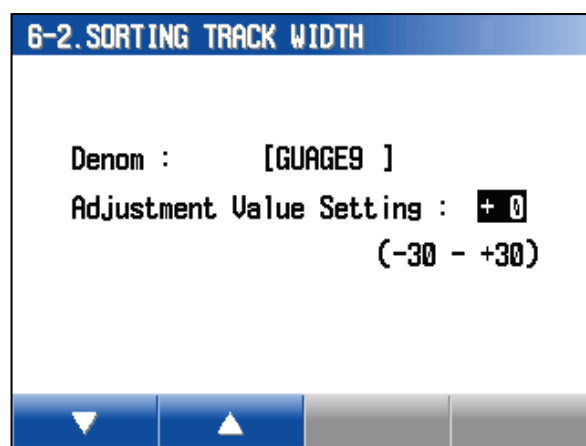 6-2.SORTING TRACK WIDTH
Denom : [GUAGE9 ]
Adjustment Value Setting : + 0
(-30 - +30)